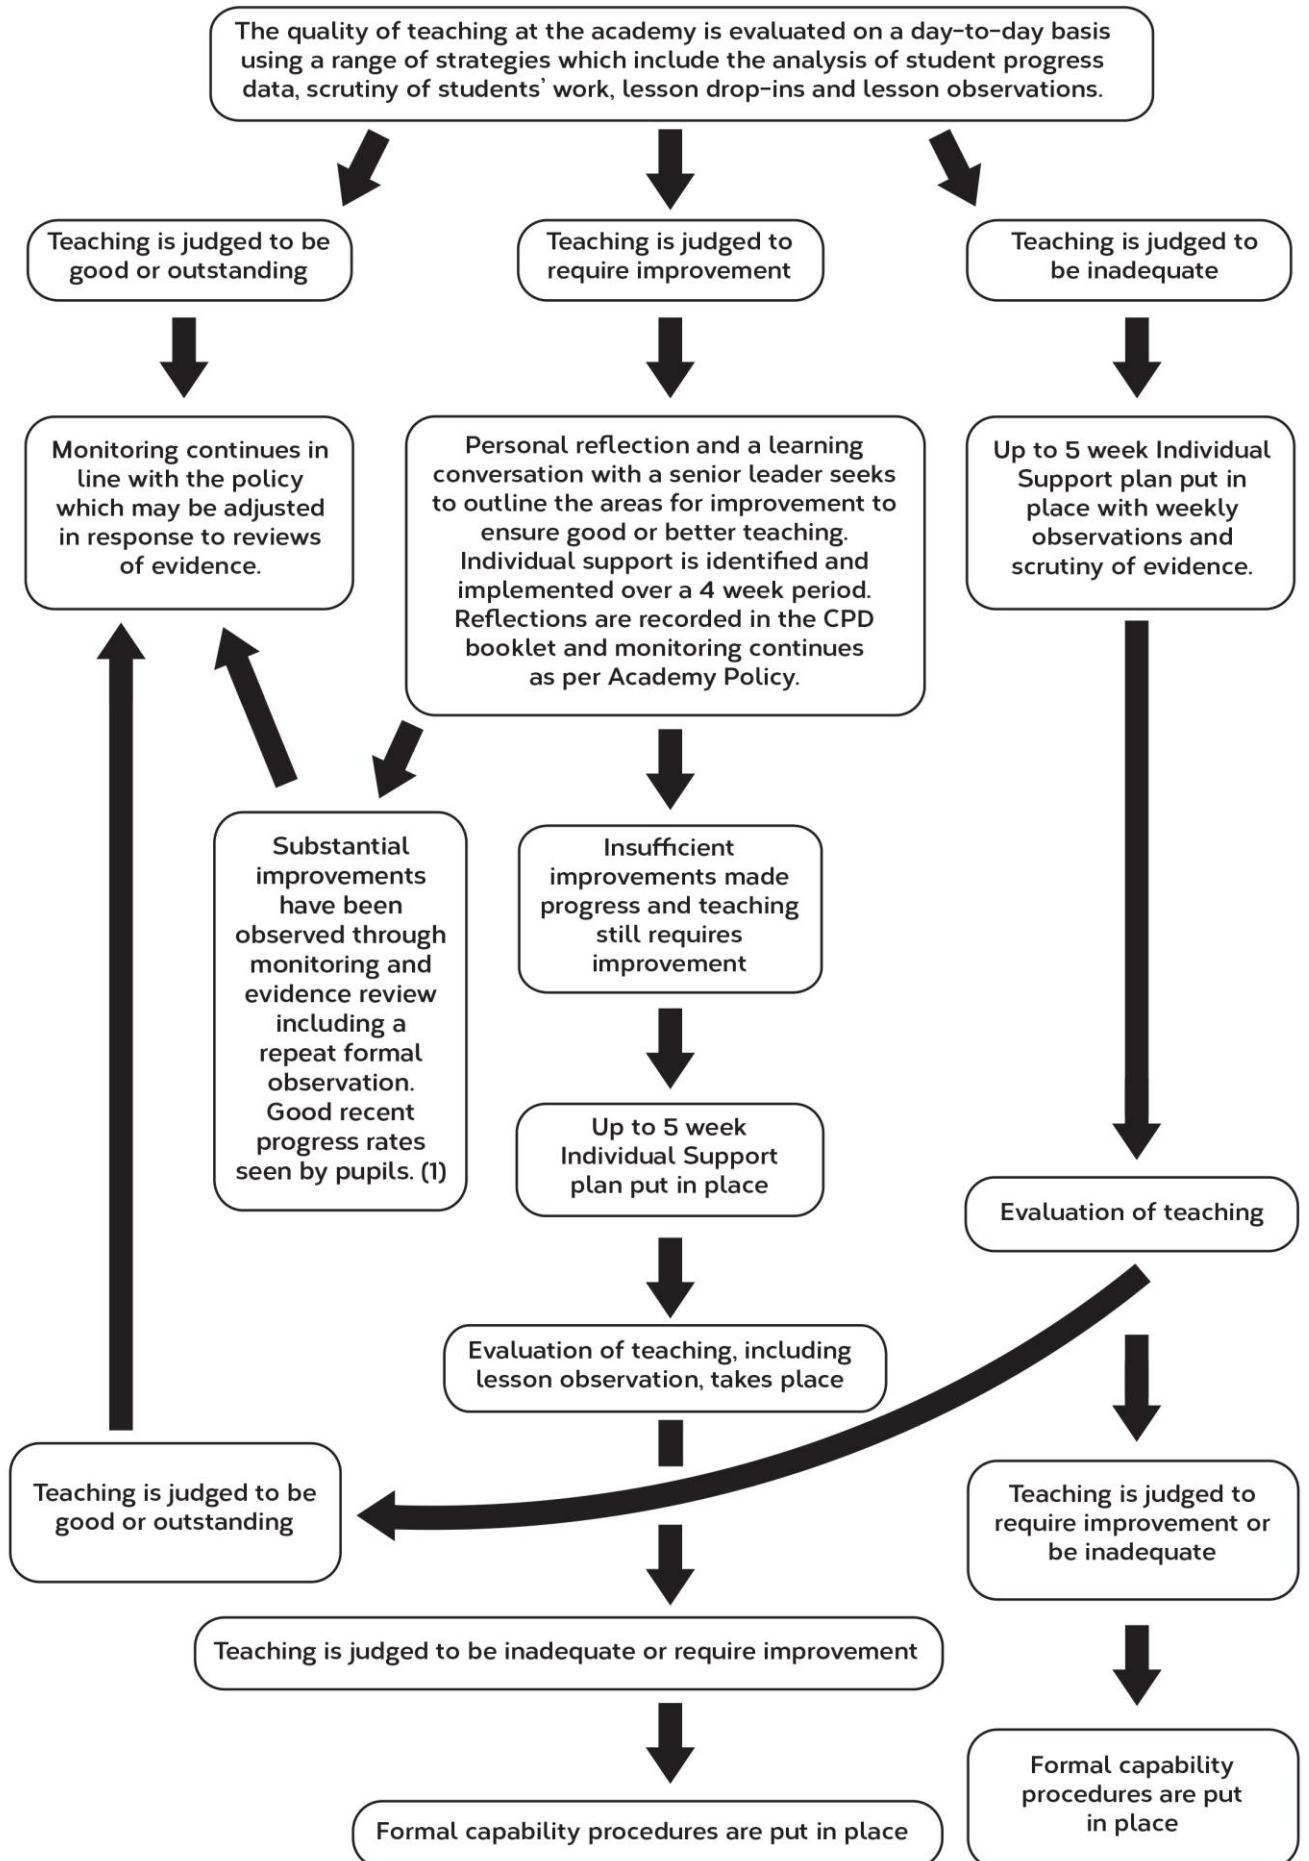 The quality of teaching at the academy is evaluated on a day-to-day basis
using a range of strategies which include the analysis of student progress
data, scrutiny of students' work, lesson drop-ins and lesson observations.
Teaching is judged to be
good or outstanding
Teaching is judged to
require improvement
Teaching is judged to
be inadequate
Monitoring continues in
line with the policy
which may be adjusted
in response to reviews
of evidence.
Personal reflection and a learning
conversation with a senior leader seeks
to outline the areas for improvement to
ensure good or better teaching.
Individual support is identified and
implemented over a 4 week period.
Reflections are recorded in the CPD
booklet and monitoring continues
as per Academy Policy.
Up to 5 week Individual
Support plan put in
place with weekly
observations and
scrutiny of evidence.
Substantial
improvements
have been
observed through
monitoring and
evidence review
including a
repeat formal
observation.
Good recent
progress rates
seen by pupils. (1)
Insufficient
improvements made
progress and teaching
still requires
improvement
Up to 5 week
Individual Support
plan put in place
Evaluation of teaching
Evaluation of teaching, including
lesson observation, takes place
Teaching is judged to be
good or outstanding
Teaching is judged to
require improvement or
be inadequate
Teaching is judged to be inadequate or require improvement
Formal capability
procedures are put
in place
Formal capability procedures are put in place